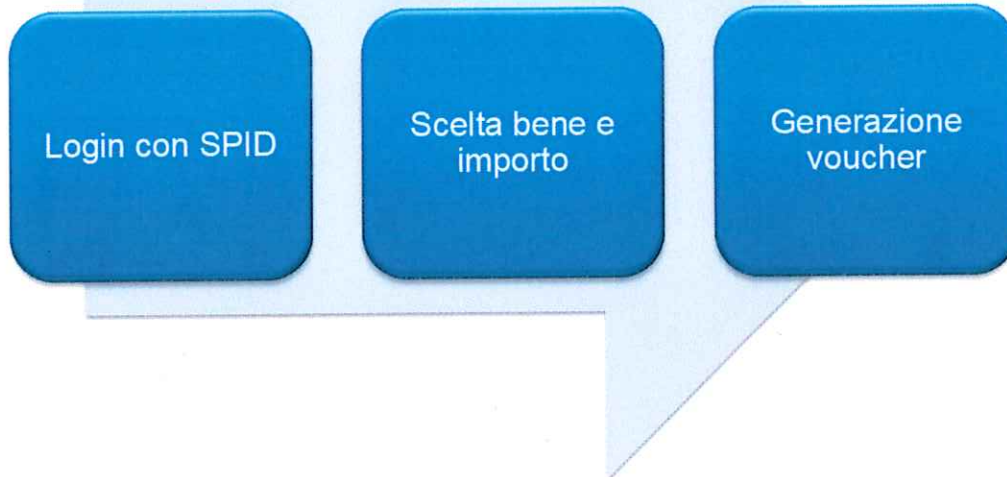 Login con SPID
Scelta bene e
importo
Generazione
voucher